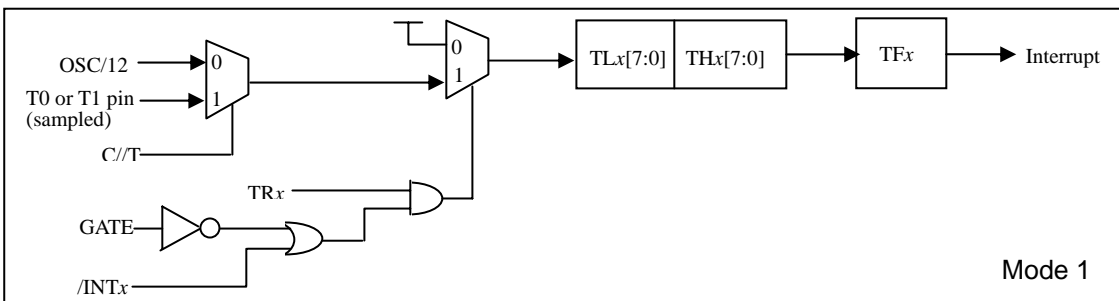 OSC/12
0
T0 or T1 pin
(sampled)
1
C//T
0
1
TLx[7:0]
THx[7:0]
TFx
Interrupt
TRx
GATE
/INTx
Mode 1